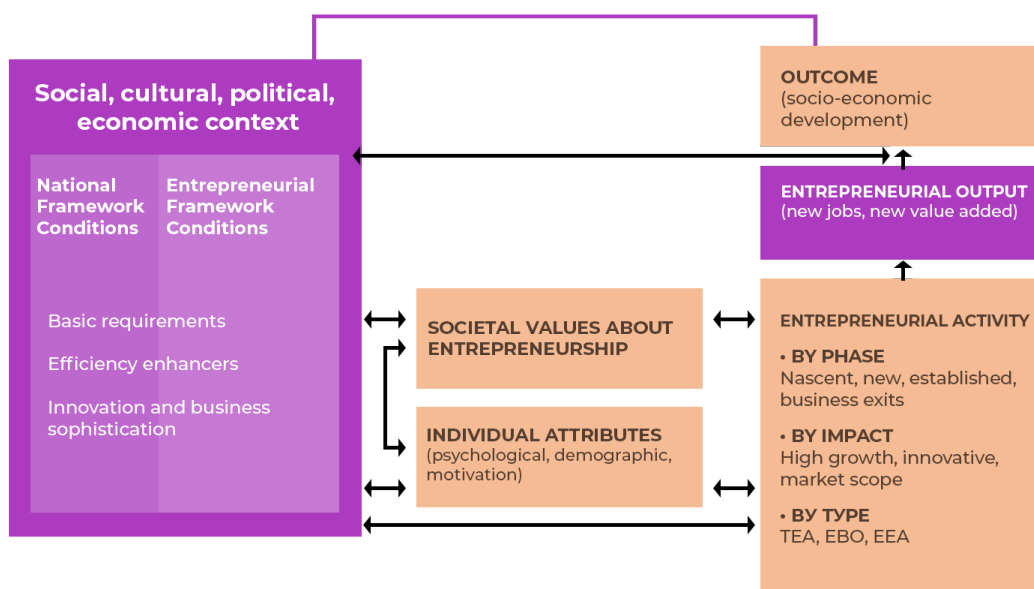 Social, cultural, political,
economic context
National
Framework
Conditions
Entrepreneurial
Framework
Conditions
Basic requirements
Efficiency enhancers
Innovation and business
sophistication
SOCIETAL VALUES ABOUT
ENTREPRENEURSHIP
INDIVIDUAL ATTRIBUTES
(psychological, demographic,
motivation)
OUTCOME
(socio-economic
development)
ENTREPRENEURIAL OUTPUT
(new jobs, new value added)
ENTREPRENEURIAL ACTIVITY
• BY PHASE
Nascent, new, established,
business exits
• BY IMPACT
High growth, innovative,
market scope
• ВУ ТУРЕ
TEA, EBO, EEA